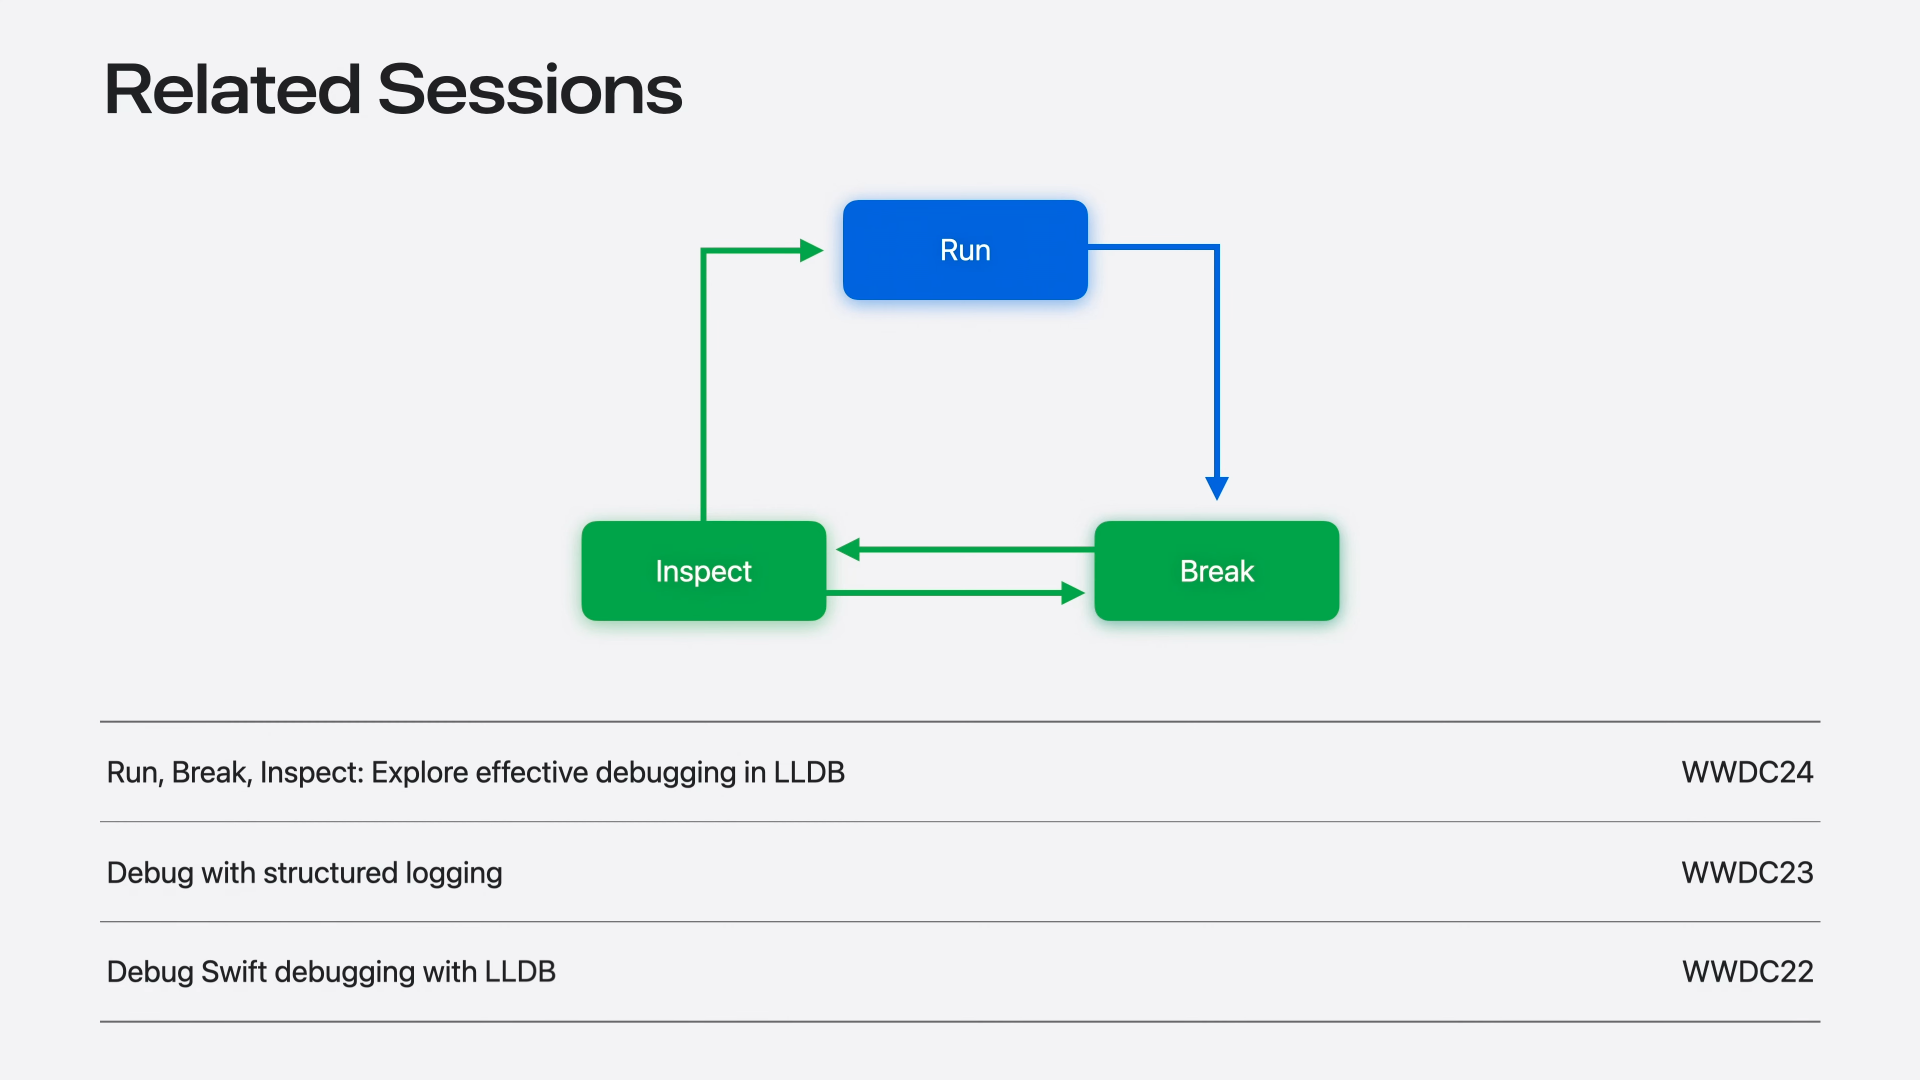 Related Sessions
Run
Inspect
Break
Run, Break, Inspect: Explore effective debugging in LLDB WWDC24
Debug with structured logging WWDC23
Debug Swift debugging with LLDB WWDC22